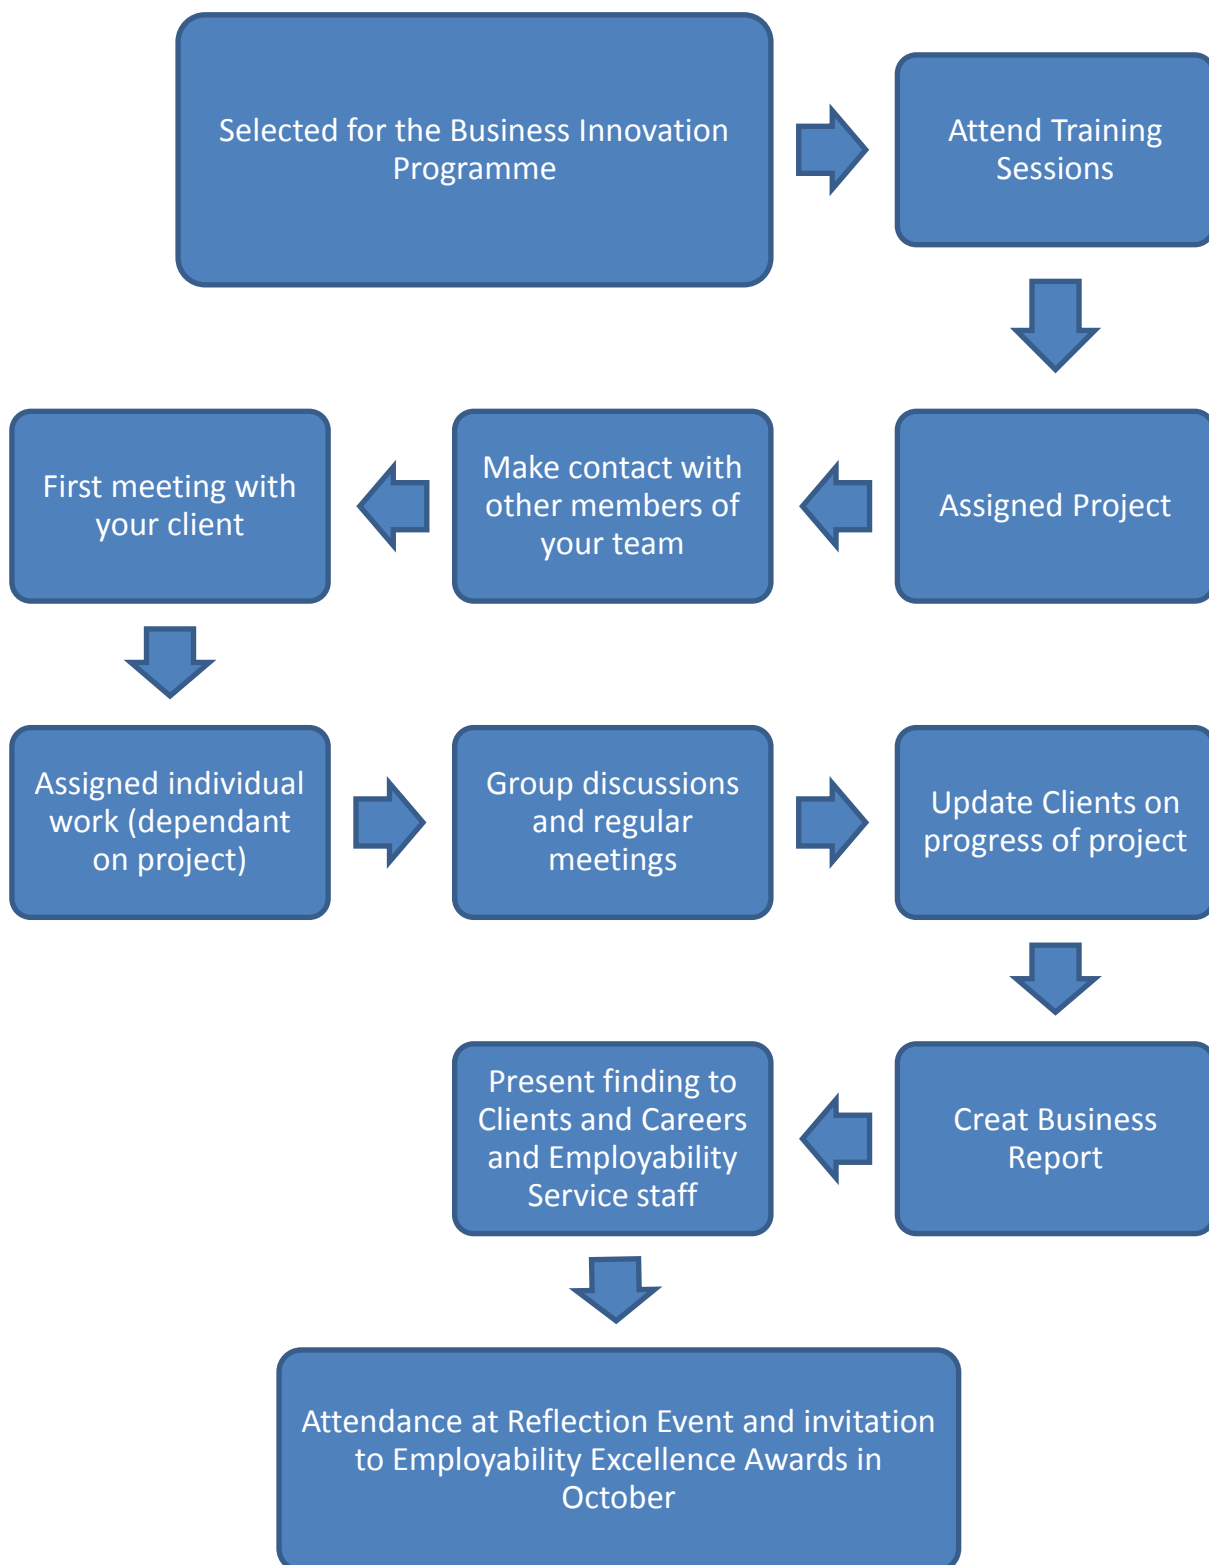 Selected for the Business Innovation
Programme
Attend Training
Sessions
Assigned Project
Make contact with
other members of
your team
First meeting with
your client
Assigned individual
work (dependant
on project)
Group discussions
and regular
meetings
Update Clients on
progress of project
Creat Business
Report
Present finding to
Clients and Careers
and Employability
Service staff
Attendance at Reflection Event and invitation
to Employability Excellence Awards in
October